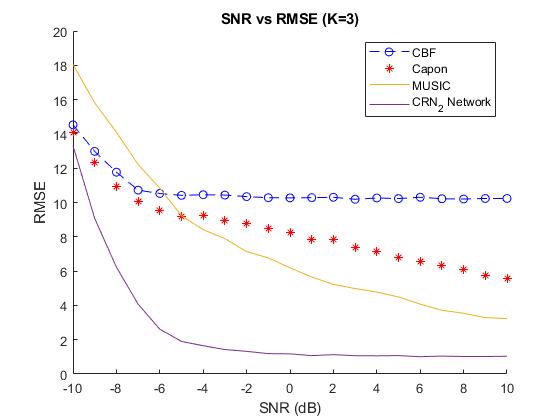 SNR vs RMSE (K=3)
CBF
Capon
MUSIC
CRN2 Network
RMSE
20
18
16
14
12
10
8
6
4
2
0
-10 -8 -6 -4 -2 0 2 4 6 8 10
SNR (dB)